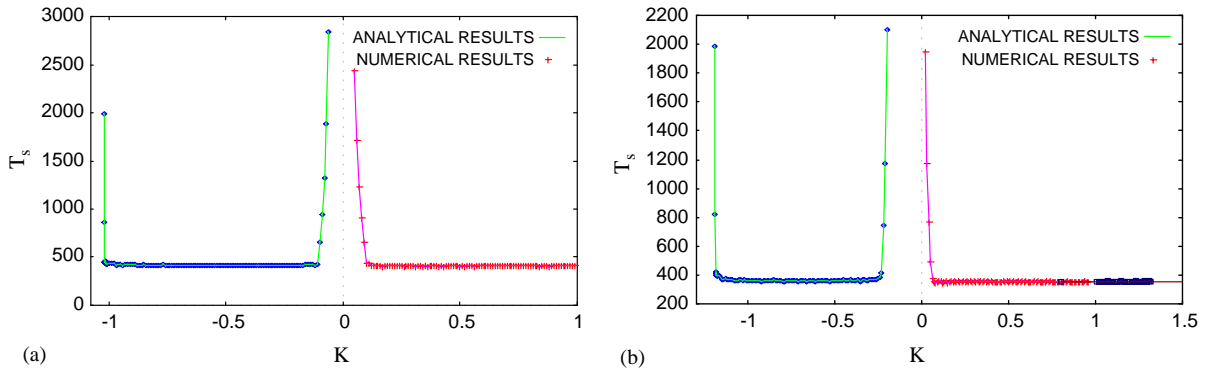 3000
2500
2000
1500
1000
500
0
T_s
ANALYTICAL RESULTS
NUMERICAL RESULTS
-1
-0.5
0
0.5
1
K
(a)
2200
2000
1800
1600
1400
1200
1000
800
600
400
200
T_s
ANALYTICAL RESULTS
NUMERICAL RESULTS
-1
-0.5
0
0.5
1
1.5
K
(b)